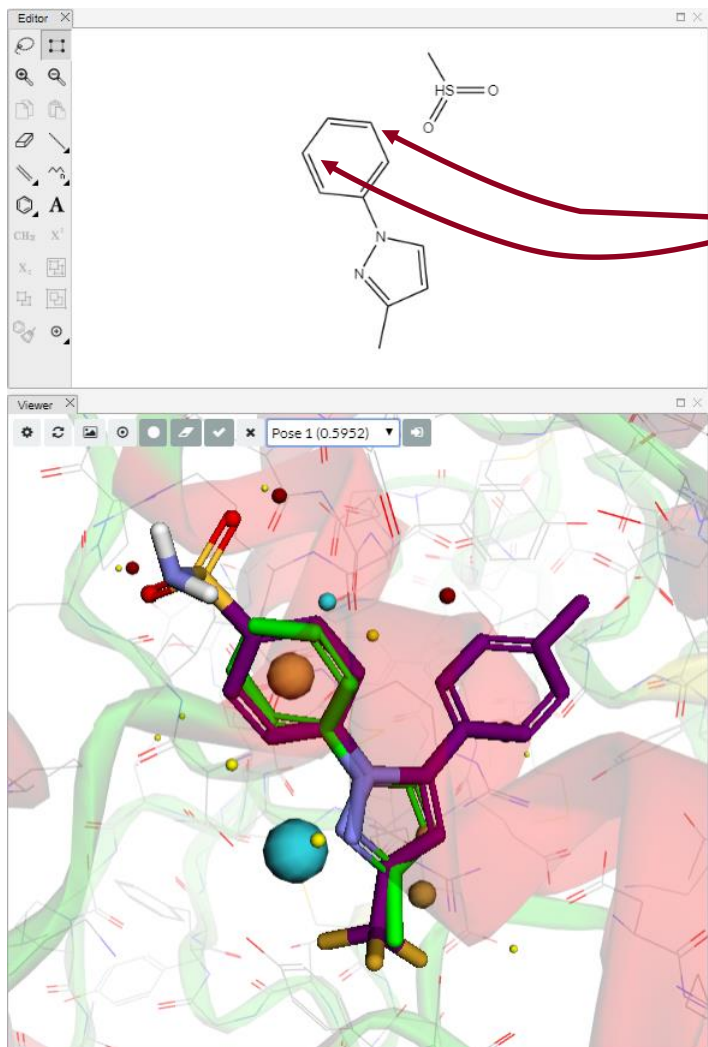 Editor
A
CH₂ X¹
X₁
HS O
O
N
N
Viewer
Pose 1 (0.5952)